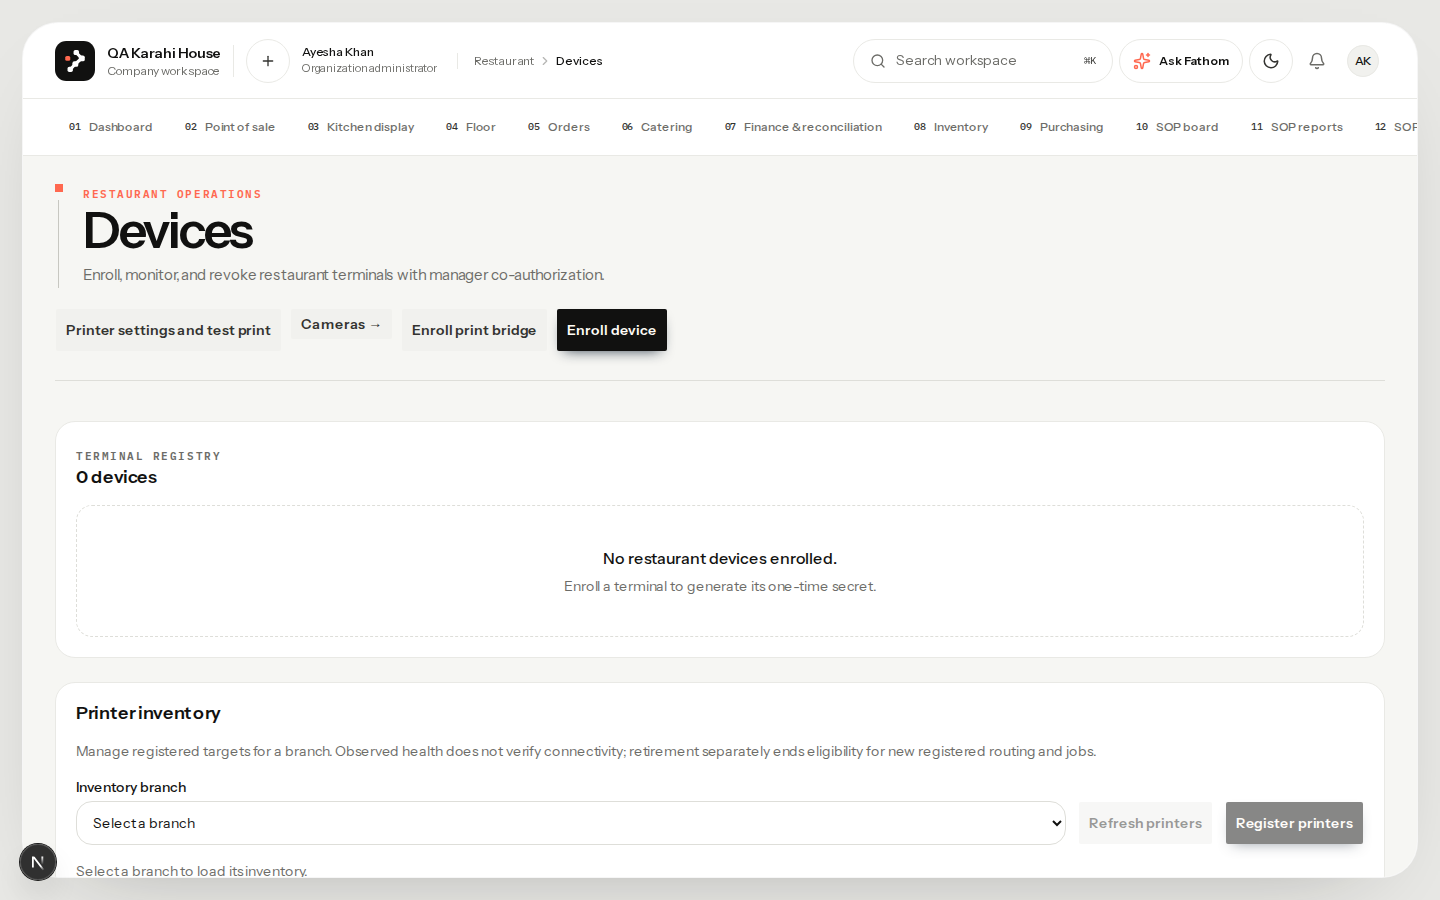 QA Karahi House
Company workspace
Ayesha Khan
Organization administrator
Restaurant > Devices
Search workspace ⌘K
Ask Fathom
AK
01 Dashboard 02 Point of sale 03 Kitchen display 04 Floor 05 Orders 06 Catering 07 Finance & reconciliation 08 Inventory 09 Purchasing 10 SOP board 11 SOP reports 12 SOP
RESTAURANT OPERATIONS
Devices
Enroll, monitor, and revoke restaurant terminals with manager co-authorization.
Printer settings and test print
Cameras →
Enroll print bridge
Enroll device
TERMINAL REGISTRY
0 devices
No restaurant devices enrolled.
Enroll a terminal to generate its one-time secret.
Printer inventory
Manage registered targets for a branch. Observed health does not verify connectivity; retirement separately ends eligibility for new registered routing and jobs.
Inventory branch
Select a branch
Refresh printers
Register printers
Select a branch to load its inventory.
N